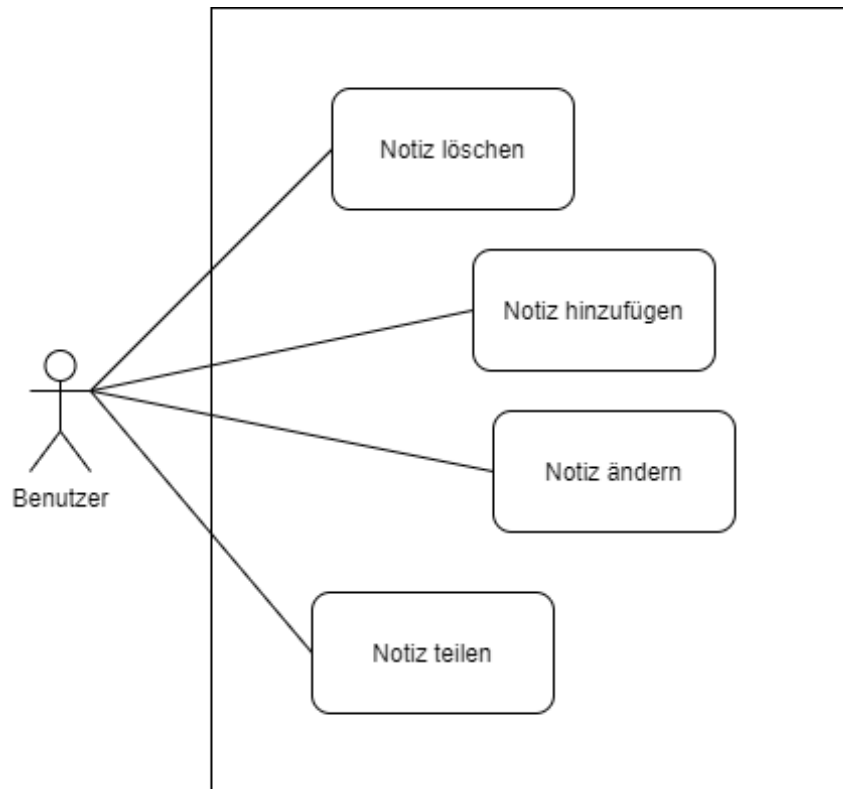 Notiz löschen
Notiz hinzufügen
Notiz ändern
Benutzer
Notiz teilen